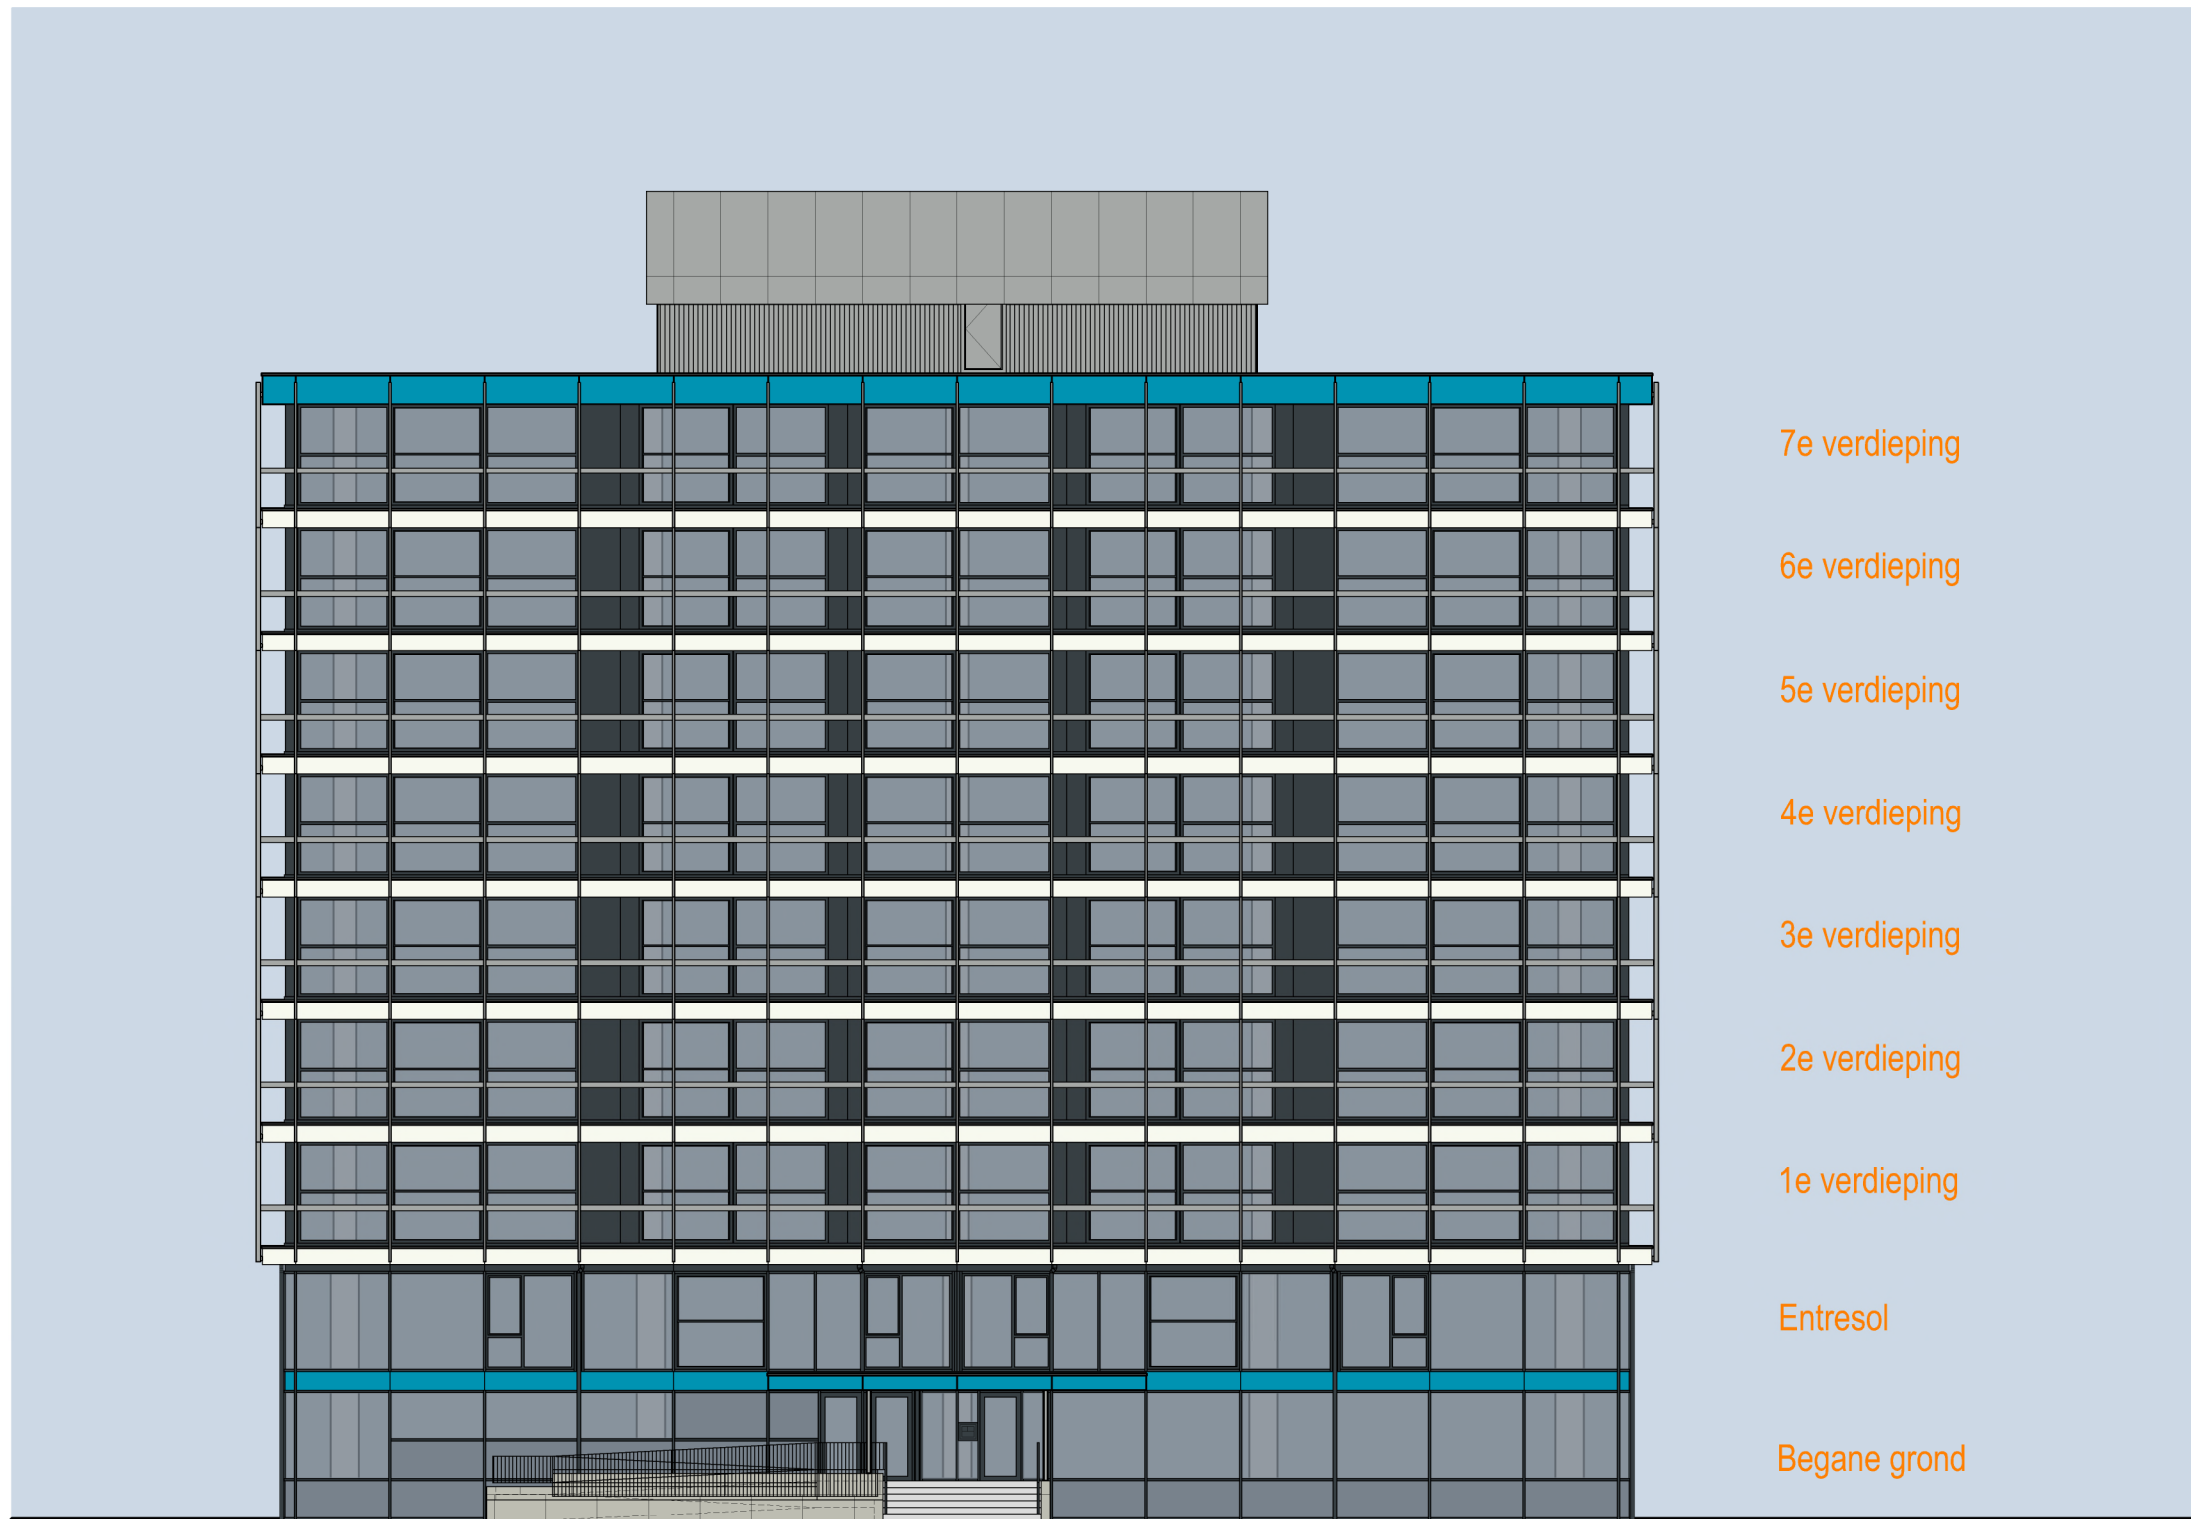 7e verdieping
6e verdieping
5e verdieping
4e verdieping
3e verdieping
2e verdieping
1e verdieping
Entresol
Begane grond